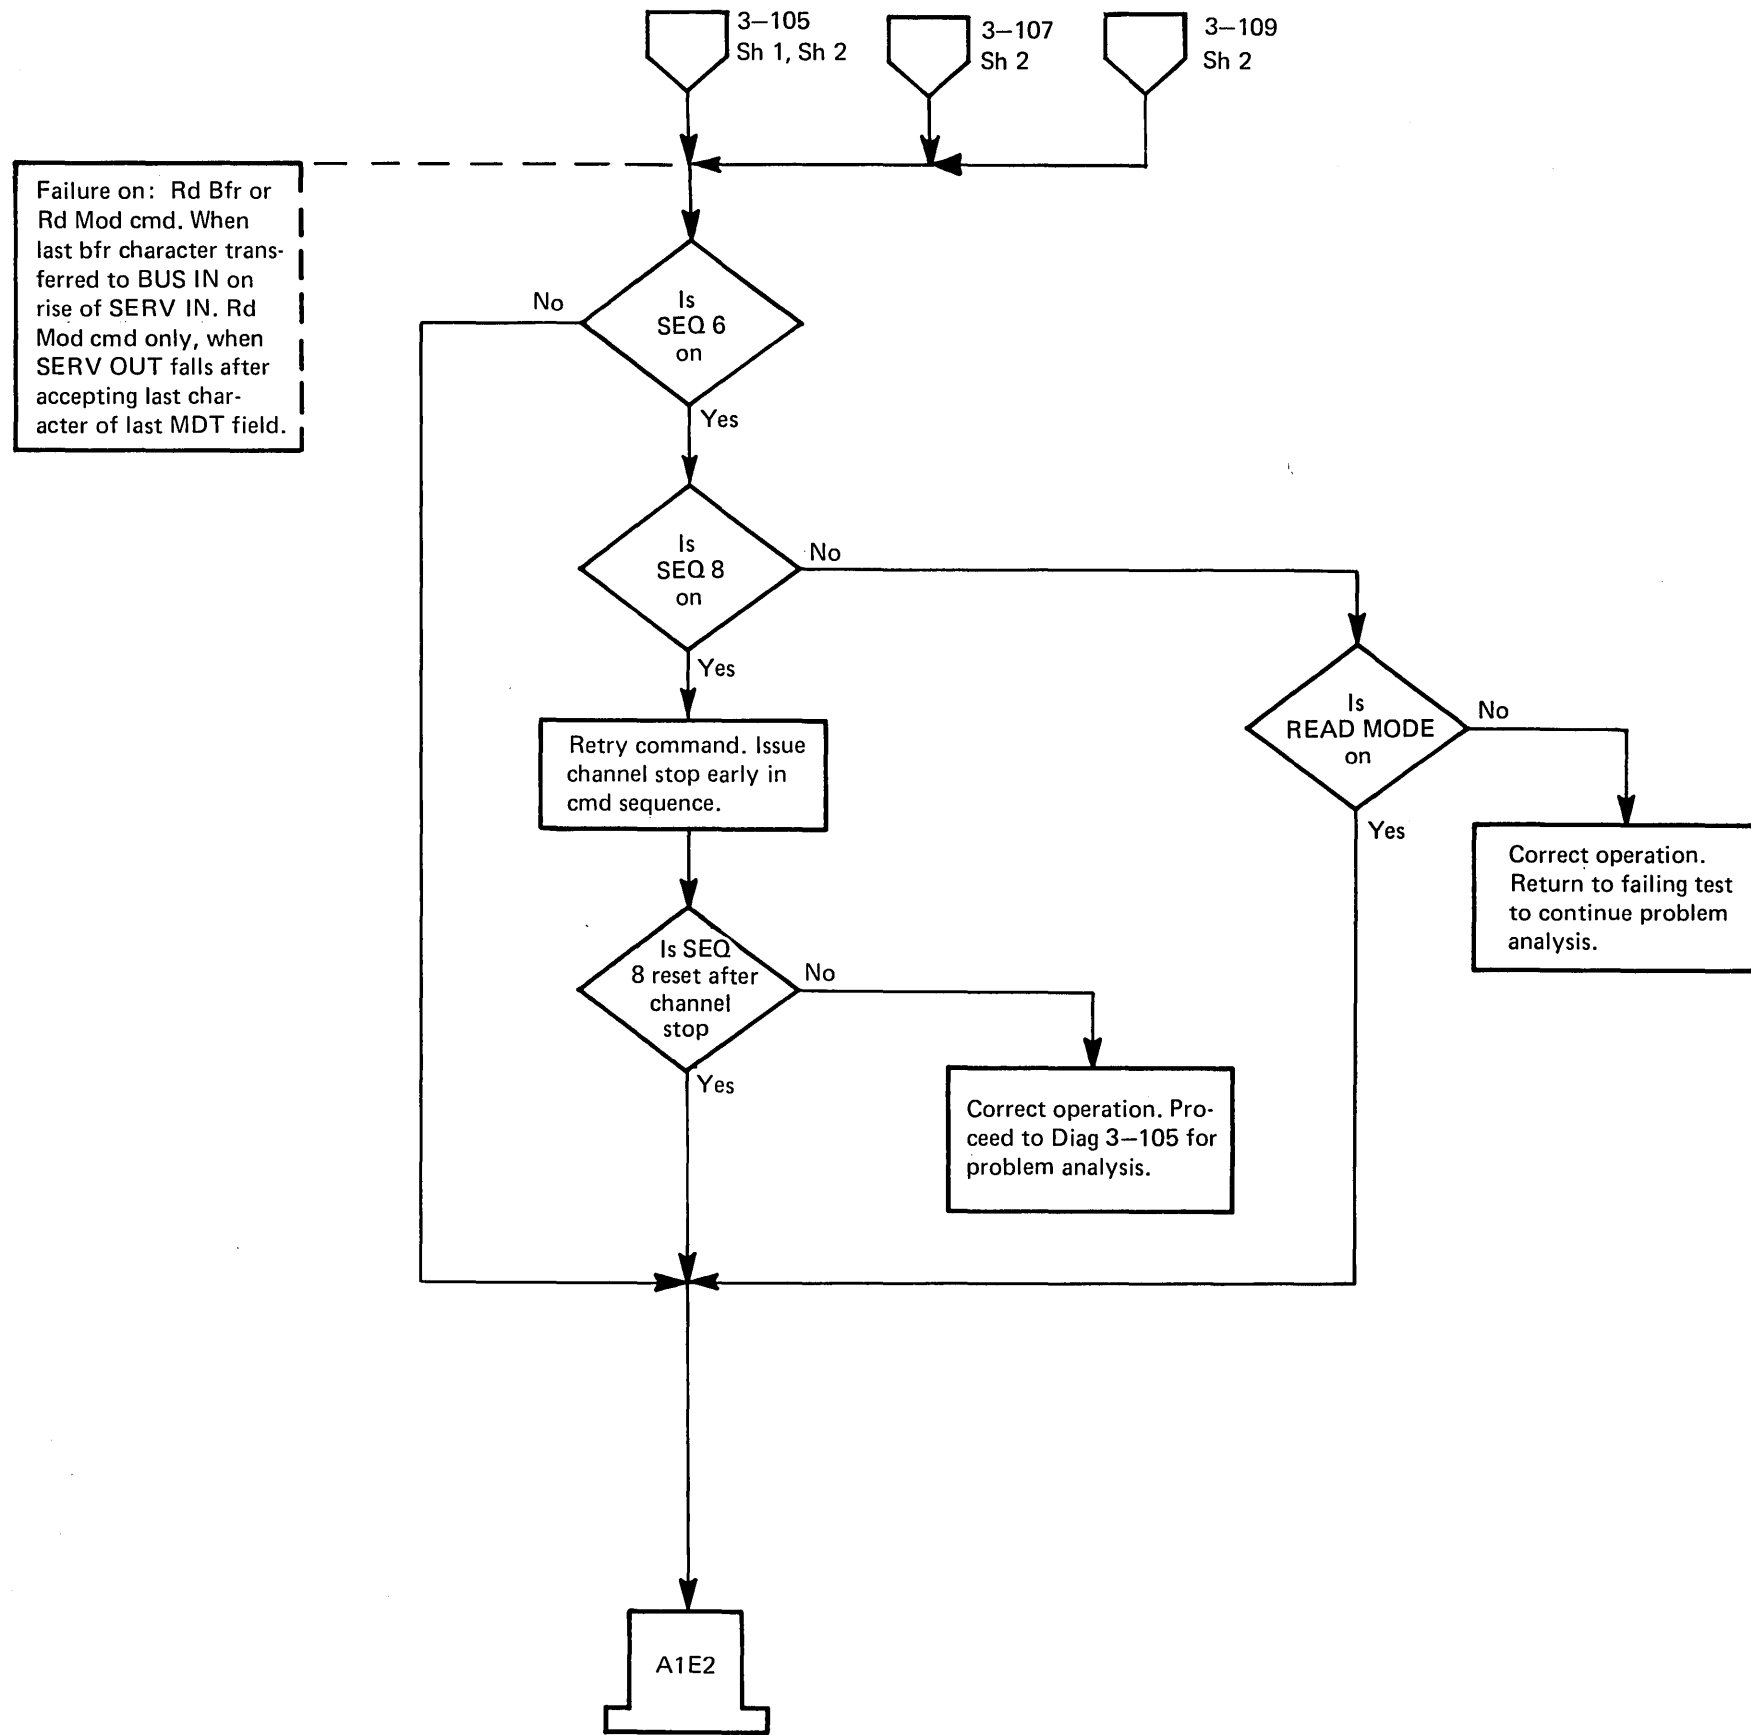 3–105
Sh 1, Sh 2
3–107
Sh 2
3–109
Sh 2
Failure on: Rd Bfr or
Rd Mod cmd. When
last bfr character trans-
ferred to BUS IN on
rise of SERV IN. Rd
Mod cmd only, when
SERV OUT falls after
accepting last char-
acter of last MDT field.
No
Is
SEQ 6
on
Yes
Is
SEQ 8
on
No
Yes
Is
READ MODE
on
No
Yes
Retry command. Issue
channel stop early in
cmd sequence.
Correct operation.
Return to failing test
to continue problem
analysis.
Is SEQ
8 reset after
channel
stop
No
Yes
Correct operation. Pro-
ceed to Diag 3–105 for
problem analysis.
A1E2